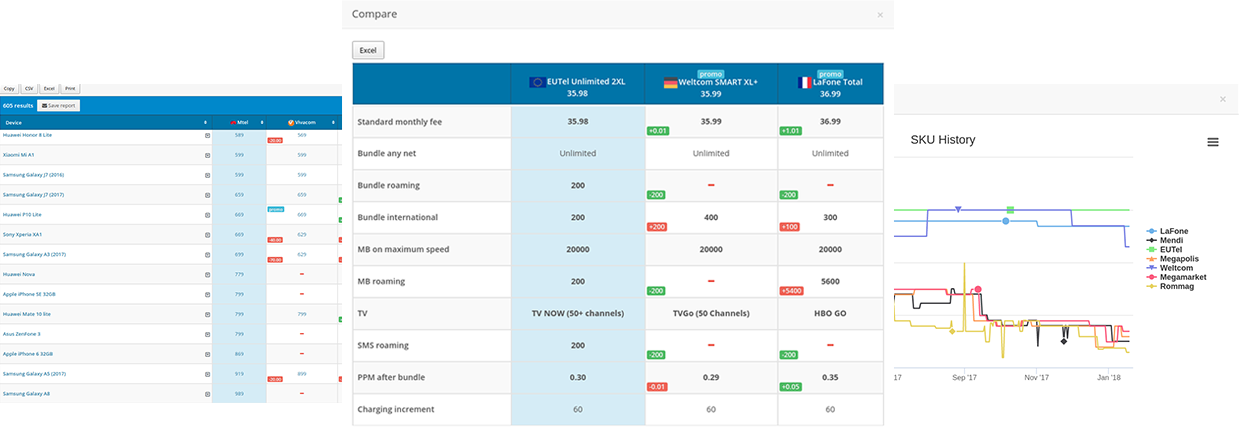 Copy CSV Excel Print
605 results Save report
Device Mtel Vivacom
Huawei Honor 8 Lite 589 -20.00 569
Xiaomi Mi A1 599 599
Samsung Galaxy J7 (2016) 599 599
Samsung Galaxy J7 (2017) 659 659
promo
Huawei P10 Lite 669 669
Sony Xperia XA1 669 -40.00 629
Samsung Galaxy A3 (2017) 699 -70.00 629
Huawei Nova 779 –
Apple iPhone SE 32GB 799 –
Huawei Mate 10 lite 799 799
Asus ZenFone 3 799 –
Apple iPhone 6 32GB 869 –
Samsung Galaxy A5 (2017) 919 -20.00 899
Samsung Galaxy A8 989 –
Compare ×
Excel
promo promo
EUTel Unlimited 2XL Weltcom SMART XL+ LaFone Total
35.98 35.99 36.99
Standard monthly fee 35.98 +0.01 35.99 +1.01 36.99
Bundle any net Unlimited Unlimited Unlimited
Bundle roaming 200 -200 – -200 –
Bundle international 200 +200 400 +100 300
MB on maximum speed 20000 20000 20000
MB roaming 200 -200 – +5400 5600
TV TV NOW (50+ channels) TVGo (50 Channels) HBO GO
SMS roaming 200 -200 – -200 –
PPM after bundle 0.30 -0.01 0.29 +0.05 0.35
Charging increment 60 60 60
×
SKU History
LaFone
Mendi
EUTel
Megapolis
Weltcom
Megamarket
Rommag
17 Sep '17 Nov '17 Jan '18